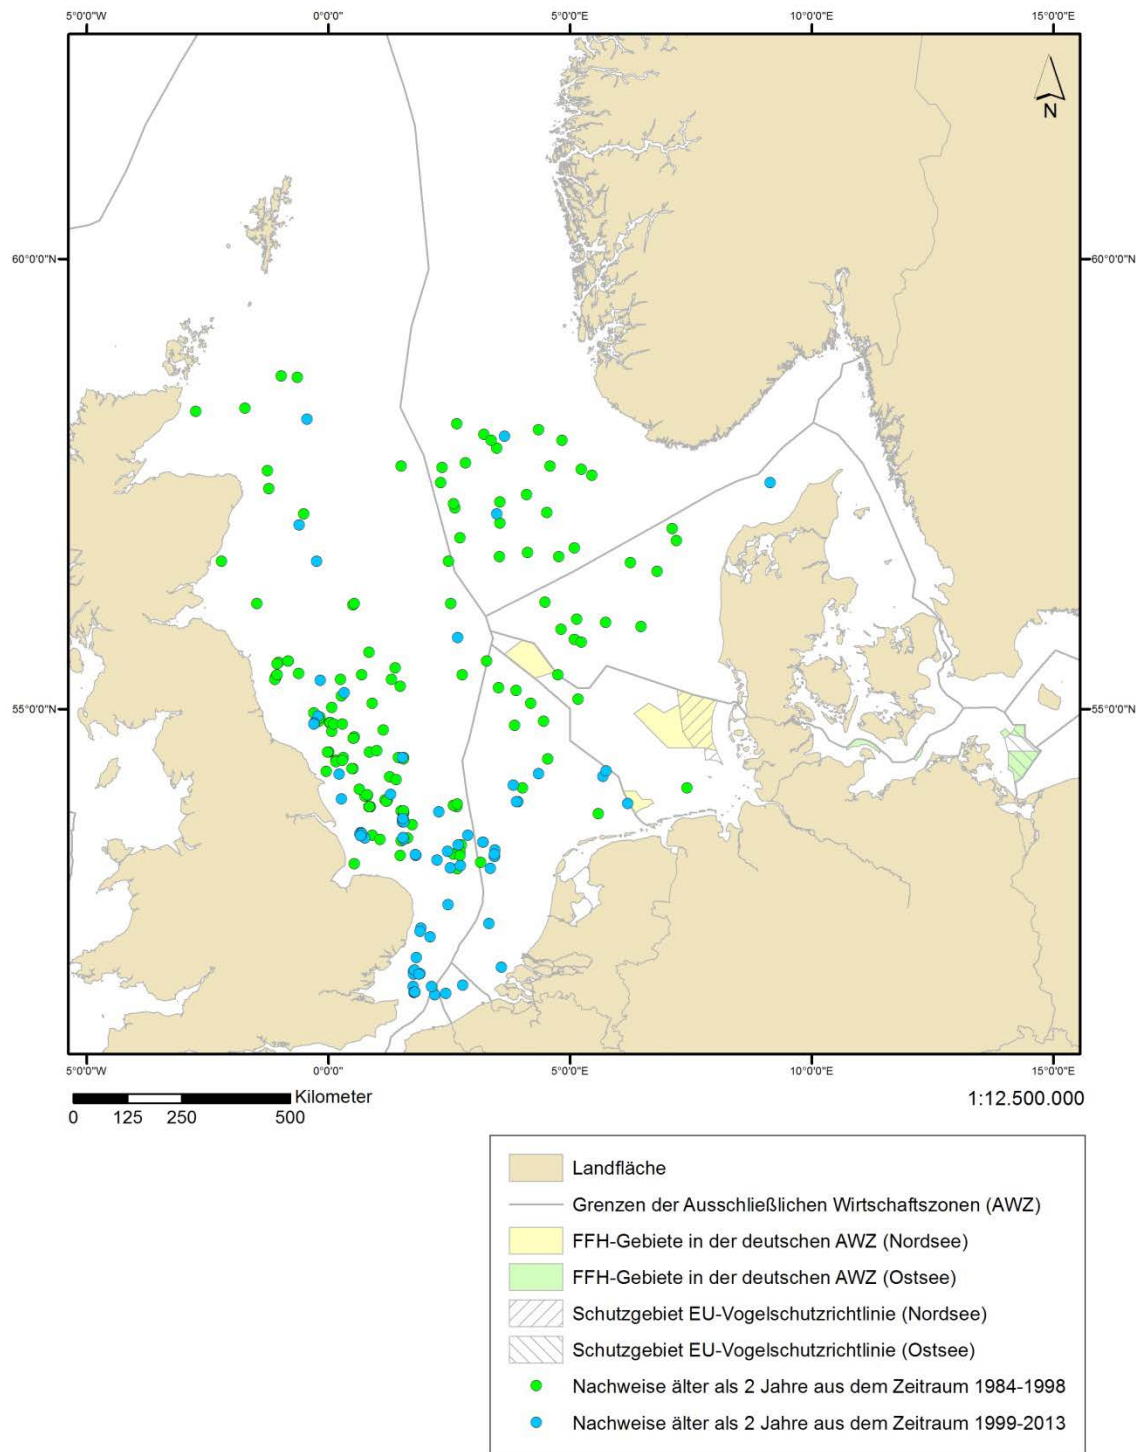 5°0'0"W 0°0'0" 5°0'0"E 10°0'0"E 15°0'0"E
N
60°0'0"N 60°0'0"N
55°0'0"N 55°0'0"N
5°0'0"W 0°0'0" 5°0'0"E 10°0'0"E 15°0'0"E
Kilometer 1:12.500.000
0 125 250 500
Landfläche
Grenzen der Ausschließlichen Wirtschaftszonen (AWZ)
FFH-Gebiete in der deutschen AWZ (Nordsee)
FFH-Gebiete in der deutschen AWZ (Ostsee)
Schutzgebiet EU-Vogelschutzrichtlinie (Nordsee)
Schutzgebiet EU-Vogelschutzrichtlinie (Ostsee)
Nachweise älter als 2 Jahre aus dem Zeitraum 1984-1998
Nachweise älter als 2 Jahre aus dem Zeitraum 1999-2013